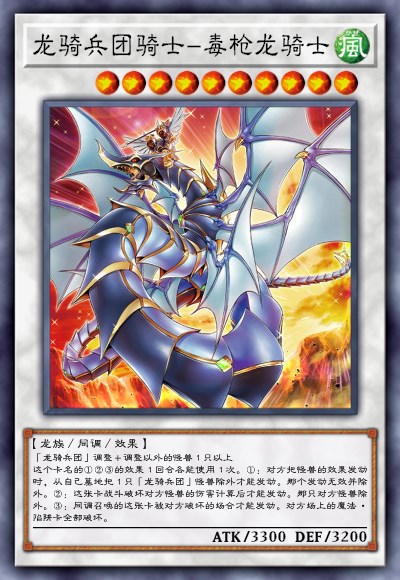 龙骑兵团骑士-毒枪龙骑士
風
【龙族/同调/效果】
「龙骑兵团」调整+调整以外的怪兽1只以上
这个卡名的①②③的效果1回合各能使用1次。①:对方把怪兽的效果发动
时,从自己墓地把1只「龙骑兵团」怪兽除外才能发动。那个发动无效并除
外。②:这张卡战斗破坏对方怪兽的伤害计算后才能发动。那只对方怪兽除
外。③:同调召唤的这张卡被对方破坏的场合才能发动。对方场上的魔法·
陷阱卡全部破坏。
ATK/3300 DEF/3200